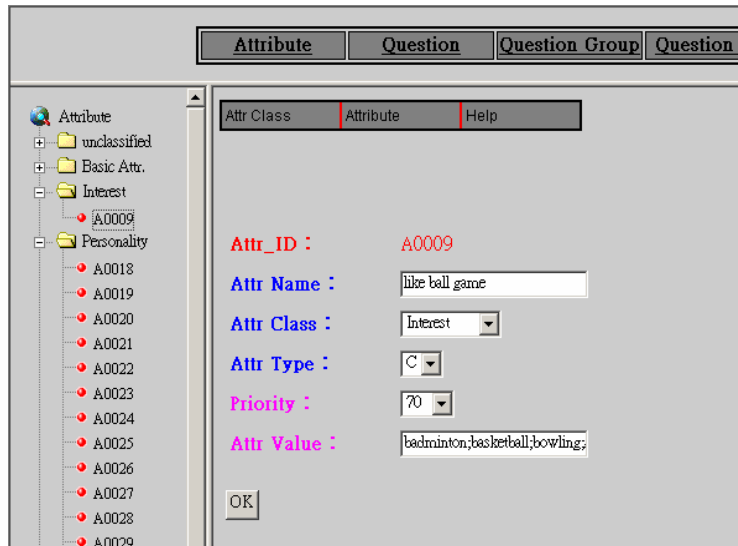 Attribute Question Question Group Question
Attribute
unclassified
Basic Attr.
Interest
A0009
Personality
A0018
A0019
A0020
A0021
A0022
A0023
A0024
A0025
A0026
A0027
A0028
A0029
Attr Class Attribute Help
Attr_ID： A0009
Attr Name： like ball game
Attr Class： Interest
Attr Type： C
Priority： 70
Attr Value： badminton;basketball;bowling;
OK